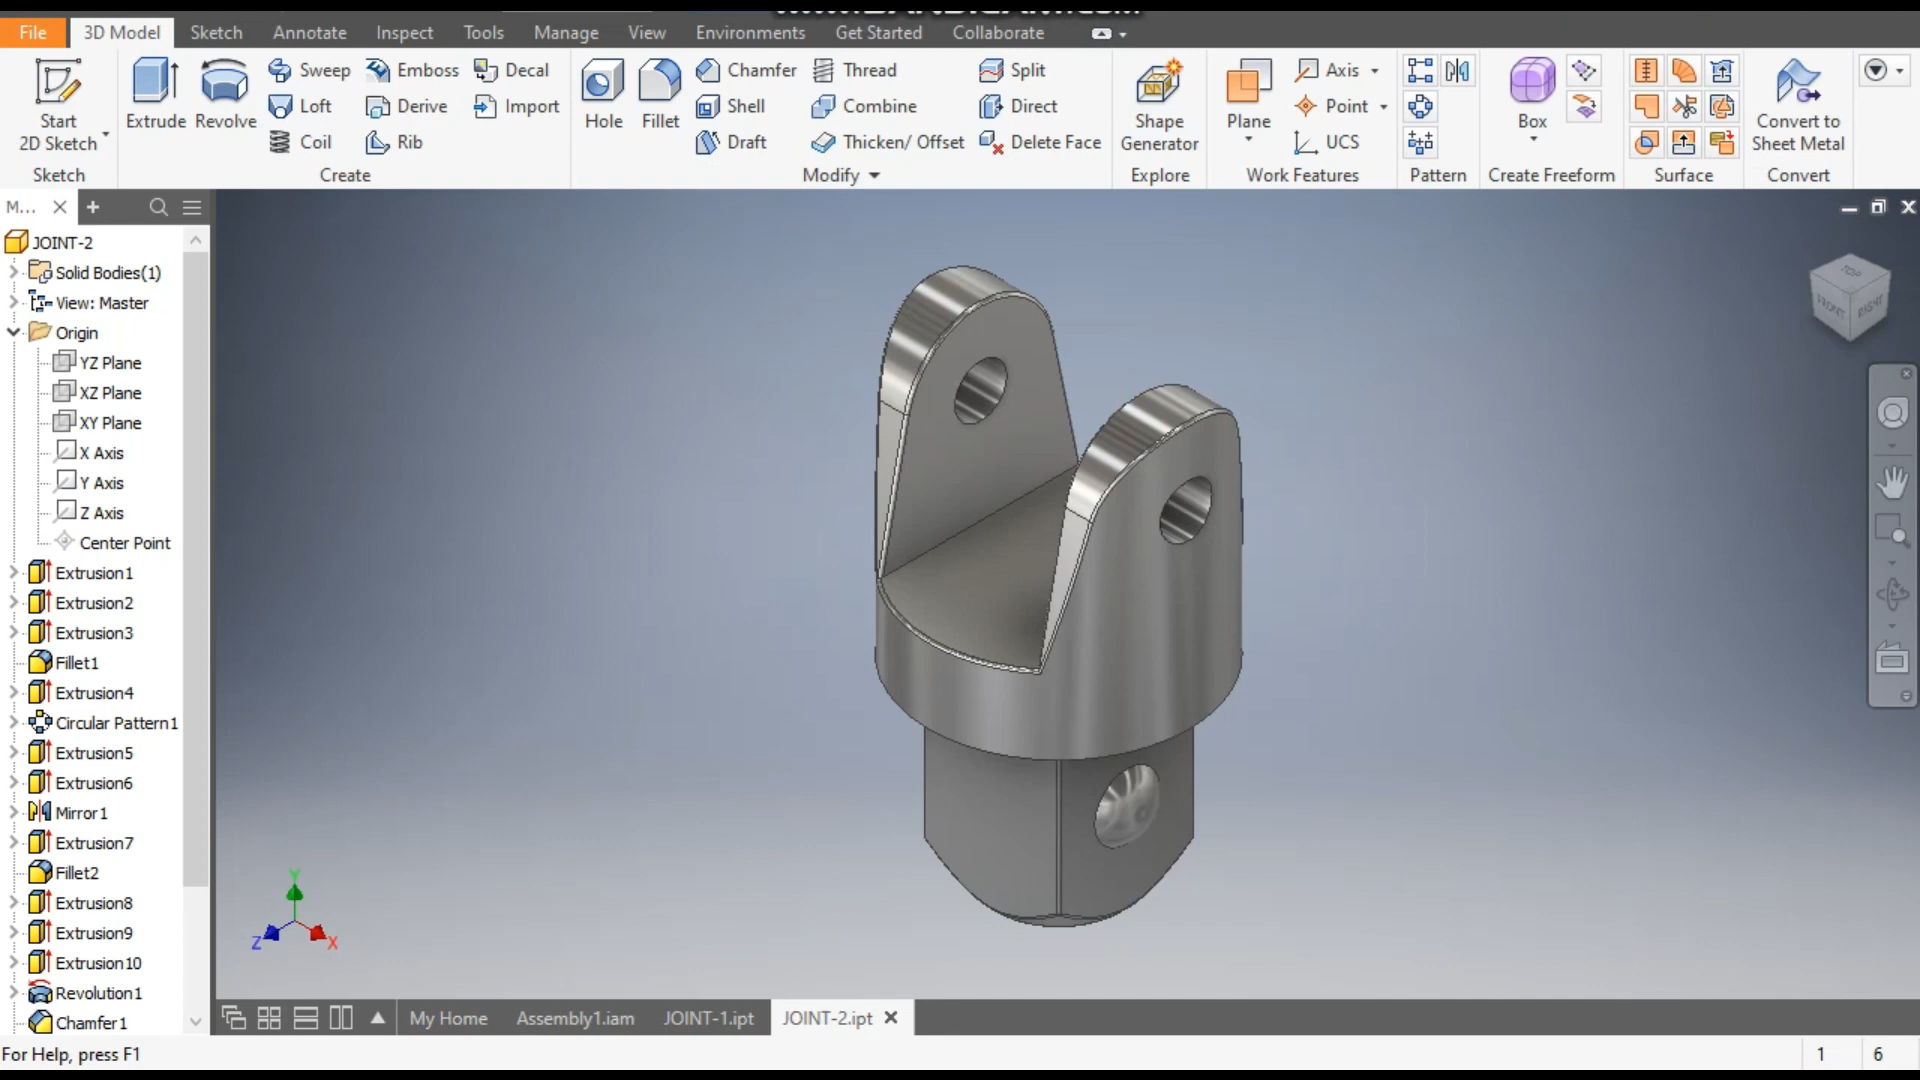 File 3D Model Sketch Annotate Inspect Tools Manage View Environments Get Started Collaborate
Start 2D Sketch
Sketch
Extrude
Revolve
Sweep
Loft
Coil
Emboss
Derive
Rib
Decal
Import
Create
Hole
Fillet
Chamfer
Shell
Draft
Thread
Combine
Thicken/ Offset
Split
Direct
Delete Face
Modify
Shape Generator
Explore
Plane
Axis
Point
UCS
Work Features
Pattern
Box
Create Freeform
Surface
Convert to Sheet Metal
Convert
M...
JOINT-2
Solid Bodies(1)
View: Master
Origin
YZ Plane
XZ Plane
XY Plane
X Axis
Y Axis
Z Axis
Center Point
Extrusion1
Extrusion2
Extrusion3
Fillet1
Extrusion4
Circular Pattern1
Extrusion5
Extrusion6
Mirror1
Extrusion7
Fillet2
Extrusion8
Extrusion9
Extrusion10
Revolution1
Chamfer1
TOP
FRONT
RIGHT
Y
Z
X
My Home Assembly1.iam JOINT-1.ipt JOINT-2.ipt
For Help, press F1
1 6